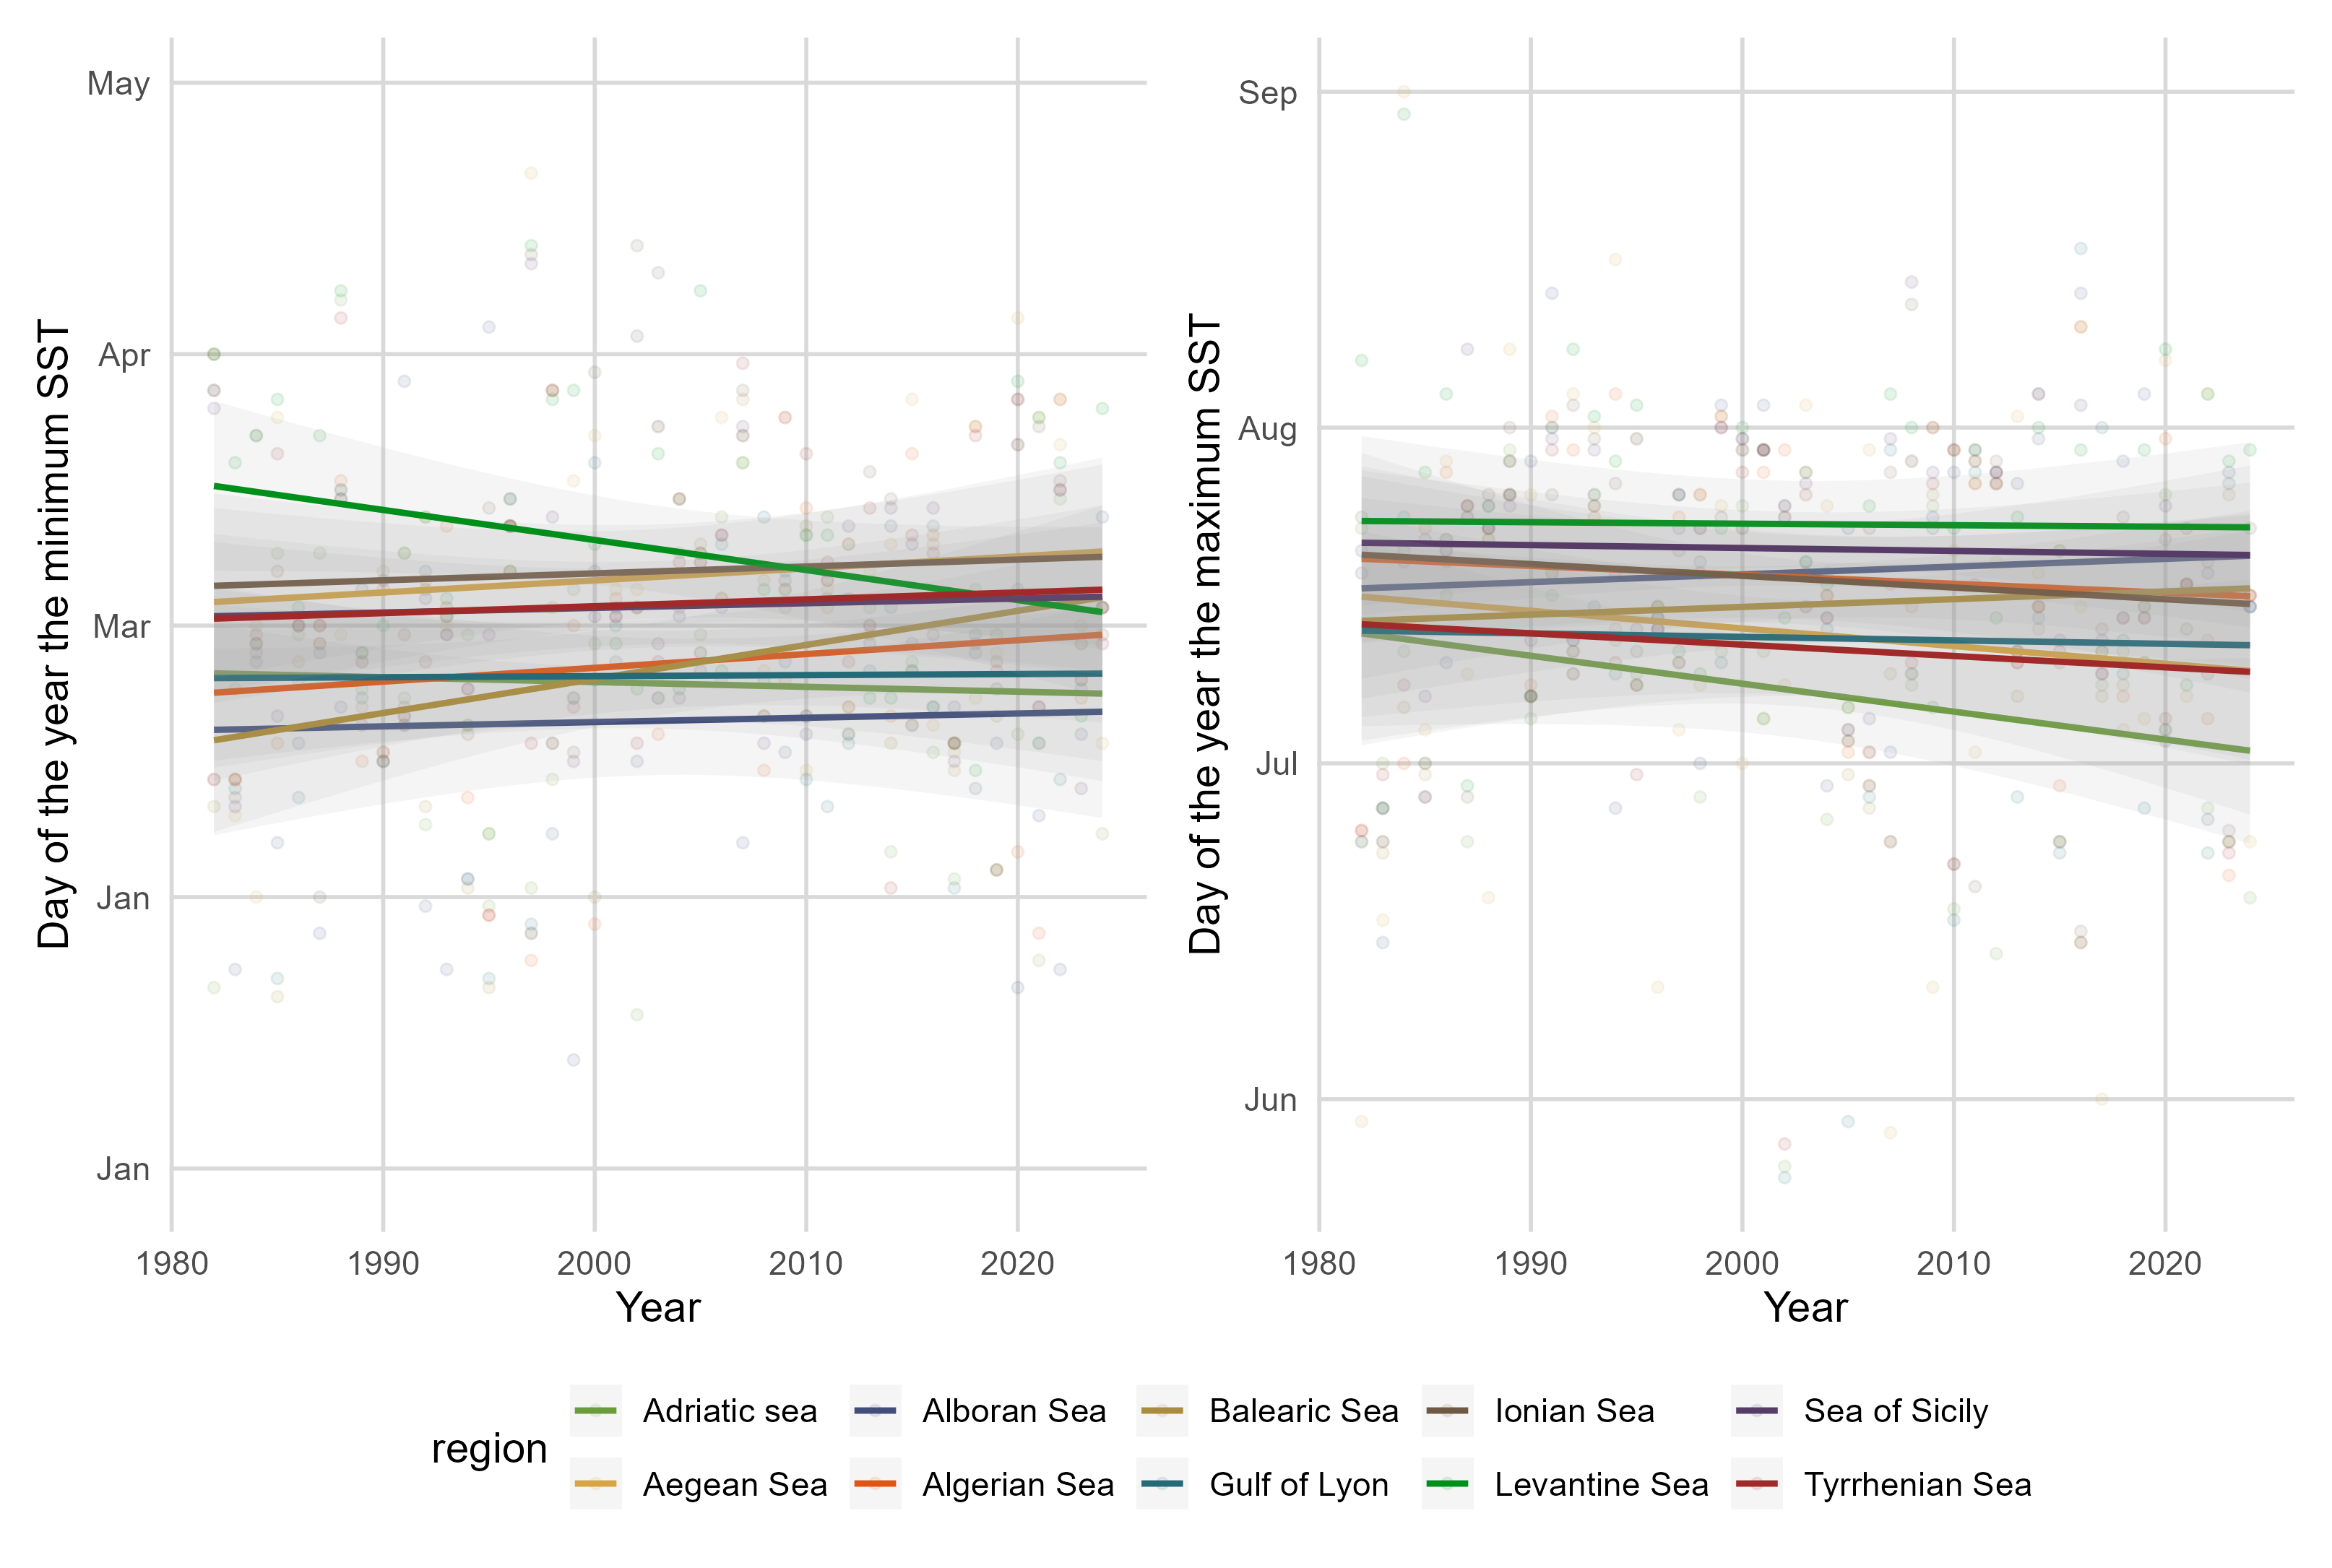 Day of the year the minimum SST
May
Apr
Mar
Jan
Jan
1980 1990 2000 2010 2020
Year
Day of the year the maximum SST
Sep
Aug
Jul
Jun
1980 1990 2000 2010 2020
Year
region
Adriatic sea Alboran Sea Balearic Sea Ionian Sea Sea of Sicily
Aegean Sea Algerian Sea Gulf of Lyon Levantine Sea Tyrrhenian Sea